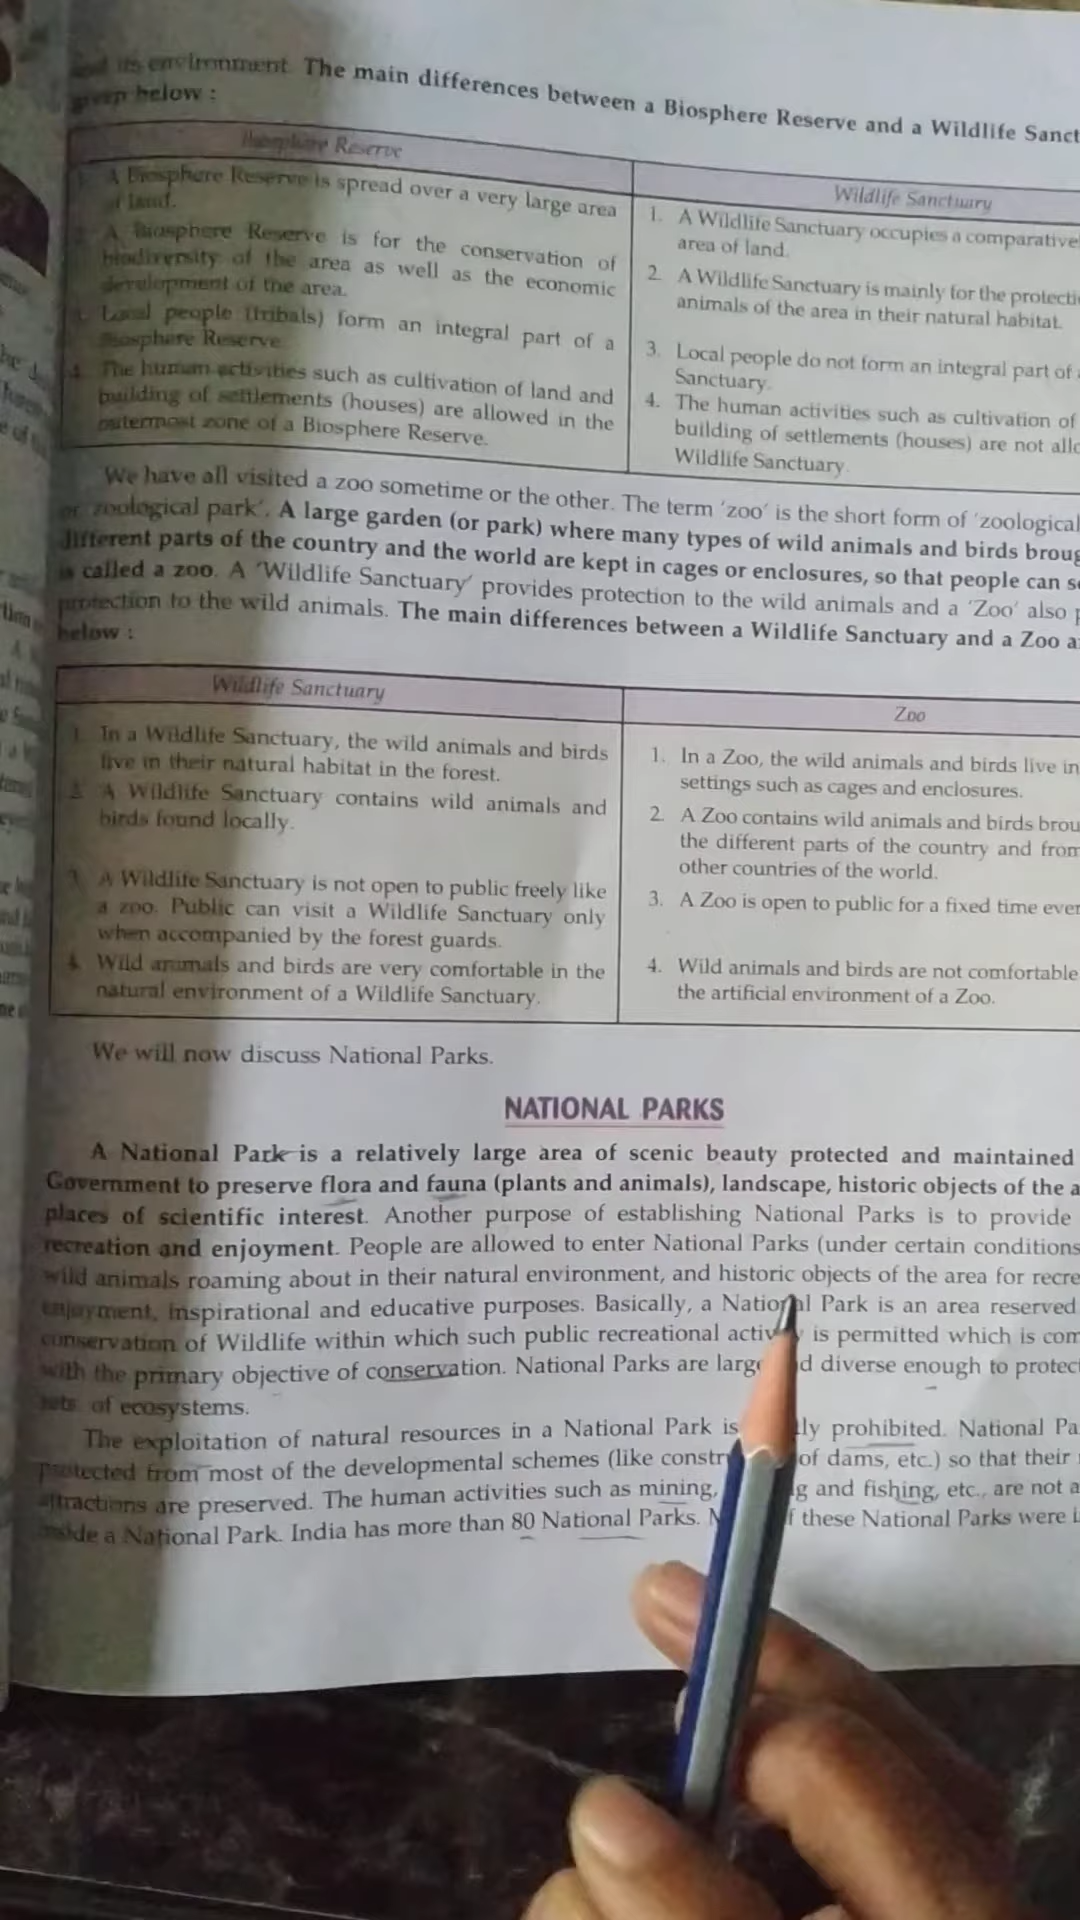 its environment. The main differences between a Biosphere Reserve and a Wildlife Sanct
given below :
Biosphere Reserve
A Biosphere Reserve is spread over a very large area
of land.
A Biosphere Reserve is for the conservation of
biodiversity of the area as well as the economic
development of the area.
3. Local people (tribals) form an integral part of a
Biosphere Reserve.
4. The human activities such as cultivation of land and
building of settlements (houses) are allowed in the
outermost zone of a Biosphere Reserve.
Wildlife Sanctuary
1. A Wildlife Sanctuary occupies a comparative
area of land.
2. A Wildlife Sanctuary is mainly for the protecti
animals of the area in their natural habitat.
3. Local people do not form an integral part of
Sanctuary.
4. The human activities such as cultivation of
building of settlements (houses) are not allo
Wildlife Sanctuary.
We have all visited a zoo sometime or the other. The term 'zoo' is the short form of 'zoological
or 'zoological park'. A large garden (or park) where many types of wild animals and birds broug
different parts of the country and the world are kept in cages or enclosures, so that people can s
is called a zoo. A 'Wildlife Sanctuary' provides protection to the wild animals and a 'Zoo' also p
protection to the wild animals. The main differences between a Wildlife Sanctuary and a Zoo a
below :
Wildlife Sanctuary
1. In a Wildlife Sanctuary, the wild animals and birds
live in their natural habitat in the forest.
2. A Wildlife Sanctuary contains wild animals and
birds found locally.
3. A Wildlife Sanctuary is not open to public freely like
a zoo. Public can visit a Wildlife Sanctuary only
when accompanied by the forest guards.
4. Wild animals and birds are very comfortable in the
natural environment of a Wildlife Sanctuary.
Zoo
1. In a Zoo, the wild animals and birds live in
settings such as cages and enclosures.
2. A Zoo contains wild animals and birds brou
the different parts of the country and from
other countries of the world.
3. A Zoo is open to public for a fixed time ever
4. Wild animals and birds are not comfortable
the artificial environment of a Zoo.
We will now discuss National Parks.
NATIONAL PARKS
A National Park is a relatively large area of scenic beauty protected and maintained
Government to preserve flora and fauna (plants and animals), landscape, historic objects of the a
places of scientific interest. Another purpose of establishing National Parks is to provide
recreation and enjoyment. People are allowed to enter National Parks (under certain conditions
wild animals roaming about in their natural environment, and historic objects of the area for recre
enjoyment, inspirational and educative purposes. Basically, a National Park is an area reserved
conservation of Wildlife within which such public recreational activ is permitted which is com
with the primary objective of conservation. National Parks are large d diverse enough to protec
sets of ecosystems.
The exploitation of natural resources in a National Park is lly prohibited. National Pa
protected from most of the developmental schemes (like constr of dams, etc.) so that their
attractions are preserved. The human activities such as mining, g and fishing, etc., are not a
inside a National Park. India has more than 80 National Parks. f these National Parks were i